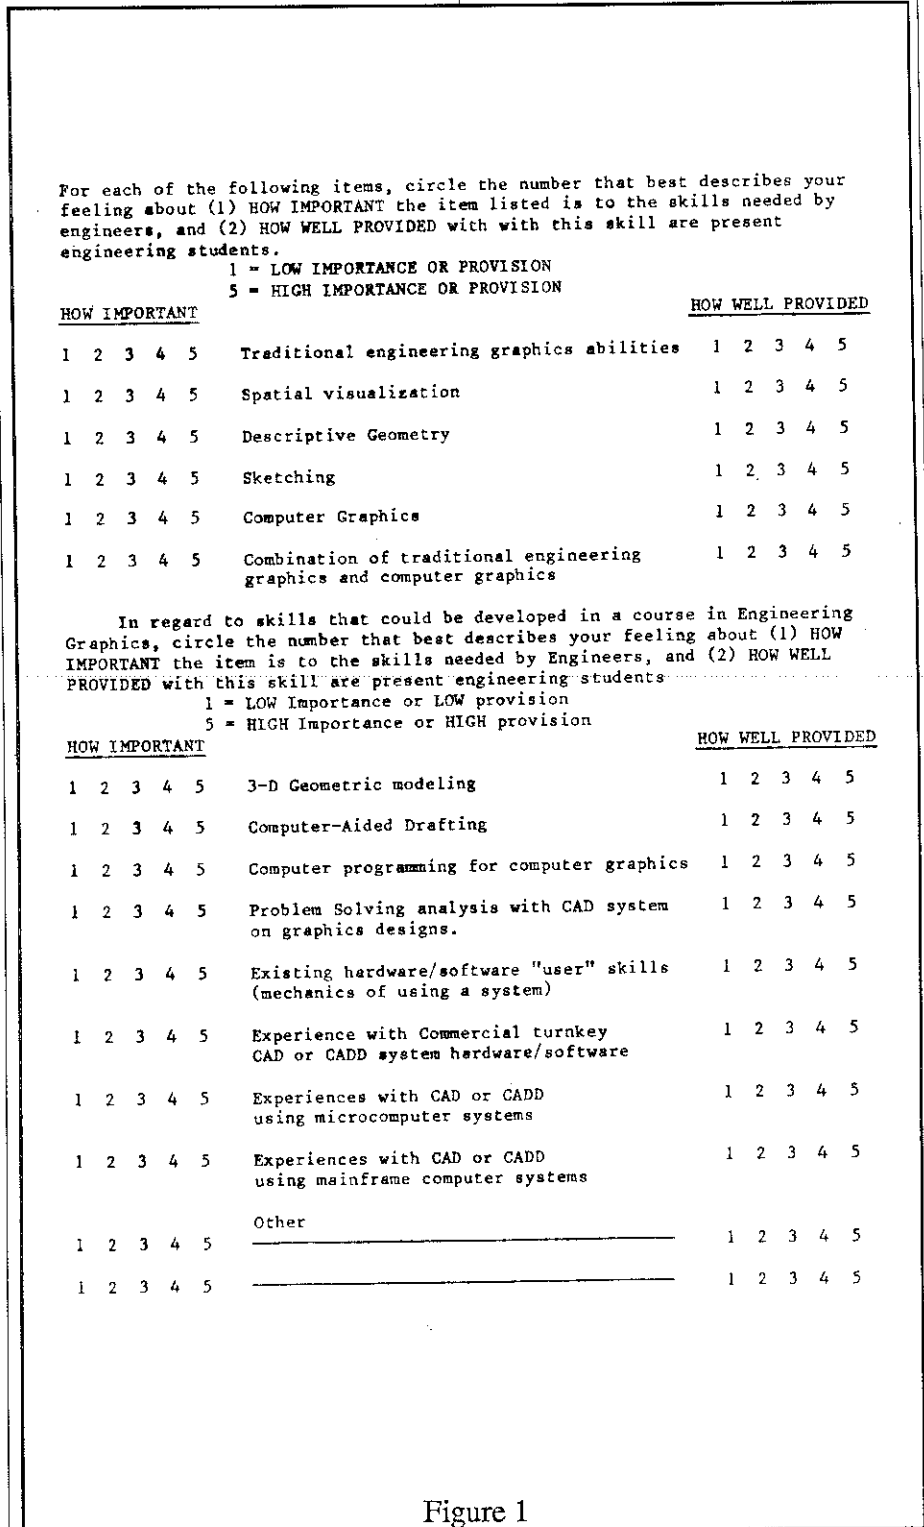 For each of the following items, circle the number that best describes your
feeling about (1) HOW IMPORTANT the item listed is to the skills needed by
engineers, and (2) HOW WELL PROVIDED with with this skill are present
engineering students.
1 = LOW IMPORTANCE OR PROVISION
5 = HIGH IMPORTANCE OR PROVISION
HOW IMPORTANT HOW WELL PROVIDED
1 2 3 4 5 Traditional engineering graphics abilities 1 2 3 4 5
1 2 3 4 5 Spatial visualization 1 2 3 4 5
1 2 3 4 5 Descriptive Geometry 1 2 3 4 5
1 2 3 4 5 Sketching 1 2 3 4 5
1 2 3 4 5 Computer Graphics 1 2 3 4 5
1 2 3 4 5 Combination of traditional engineering 1 2 3 4 5
graphics and computer graphics
In regard to skills that could be developed in a course in Engineering
Graphics, circle the number that best describes your feeling about (1) HOW
IMPORTANT the item is to the skills needed by Engineers, and (2) HOW WELL
PROVIDED with this skill are present engineering students
1 = LOW Importance or LOW provision
5 = HIGH Importance or HIGH provision
HOW IMPORTANT HOW WELL PROVIDED
1 2 3 4 5 3-D Geometric modeling 1 2 3 4 5
1 2 3 4 5 Computer-Aided Drafting 1 2 3 4 5
1 2 3 4 5 Computer programming for computer graphics 1 2 3 4 5
1 2 3 4 5 Problem Solving analysis with CAD system 1 2 3 4 5
on graphics designs.
1 2 3 4 5 Existing hardware/software "user" skills 1 2 3 4 5
(mechanics of using a system)
1 2 3 4 5 Experience with Commercial turnkey 1 2 3 4 5
CAD or CADD system hardware/software
1 2 3 4 5 Experiences with CAD or CADD 1 2 3 4 5
using microcomputer systems
1 2 3 4 5 Experiences with CAD or CADD 1 2 3 4 5
using mainframe computer systems
Other
1 2 3 4 5 1 2 3 4 5
1 2 3 4 5 1 2 3 4 5
Figure 1